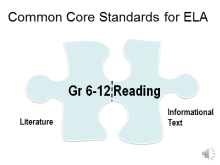 Common Core Standards for ELA
Gr 6-12 Reading
Literature
Informational
Text